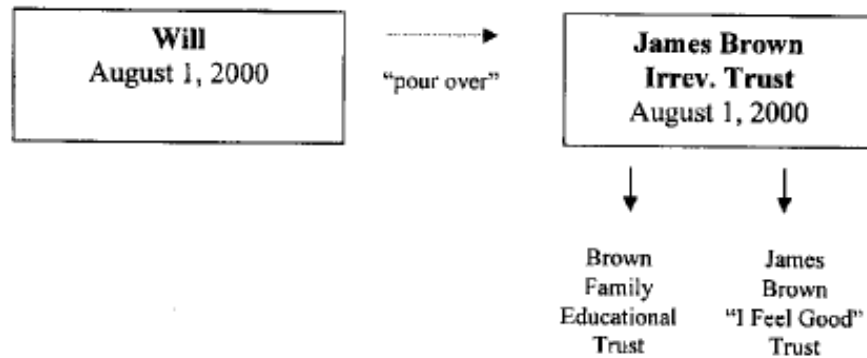 Will
August 1, 2000
“pour over”
James Brown
Irrev. Trust
August 1, 2000
Brown
Family
Educational
Trust
James
Brown
“I Feel Good”
Trust